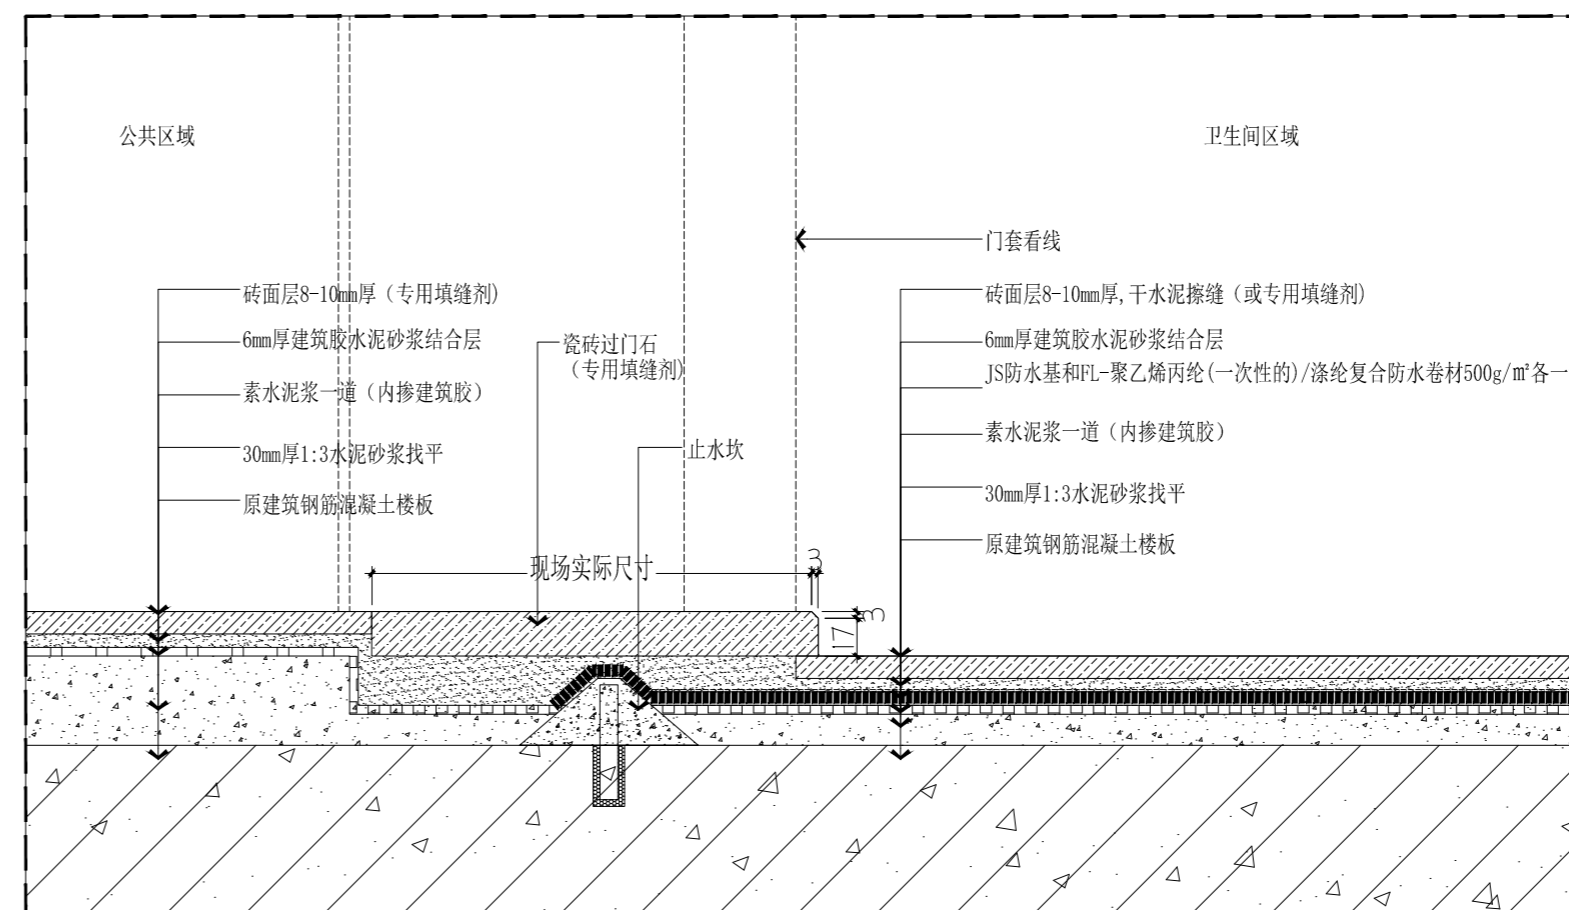 公共区域
卫生间区域
门套看线
砖面层8-10mm厚（专用填缝剂）
6mm厚建筑胶水泥砂浆结合层
素水泥浆一道（内掺建筑胶）
30mm厚1:3水泥砂浆找平
原建筑钢筋混凝土楼板
瓷砖过门石
（专用填缝剂）
止水坎
砖面层8-10mm厚,干水泥擦缝（或专用填缝剂）
6mm厚建筑胶水泥砂浆结合层
JS防水基和FL-聚乙烯丙纶(一次性的)/涤纶复合防水卷材500g/㎡各一
素水泥浆一道（内掺建筑胶）
30mm厚1:3水泥砂浆找平
原建筑钢筋混凝土楼板
现场实际尺寸
3
3
17